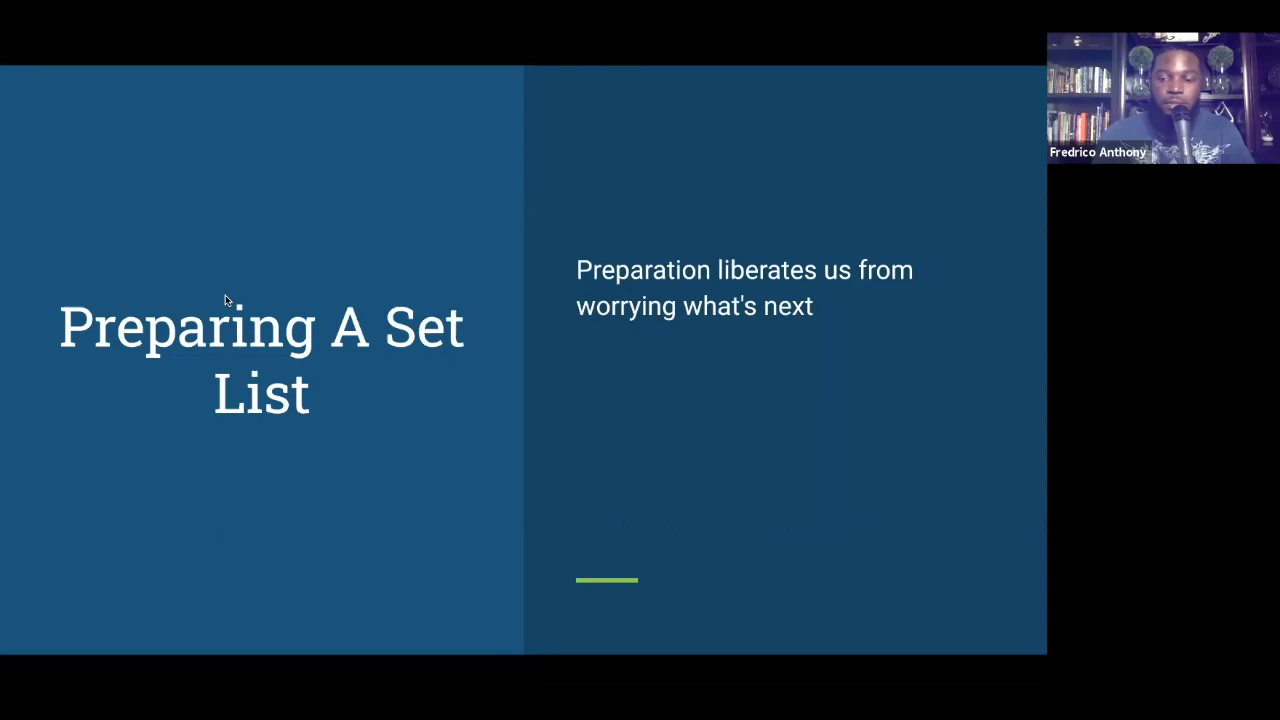 Preparing A Set
List
Preparation liberates us from
worrying what's next
Fredrico Anthony